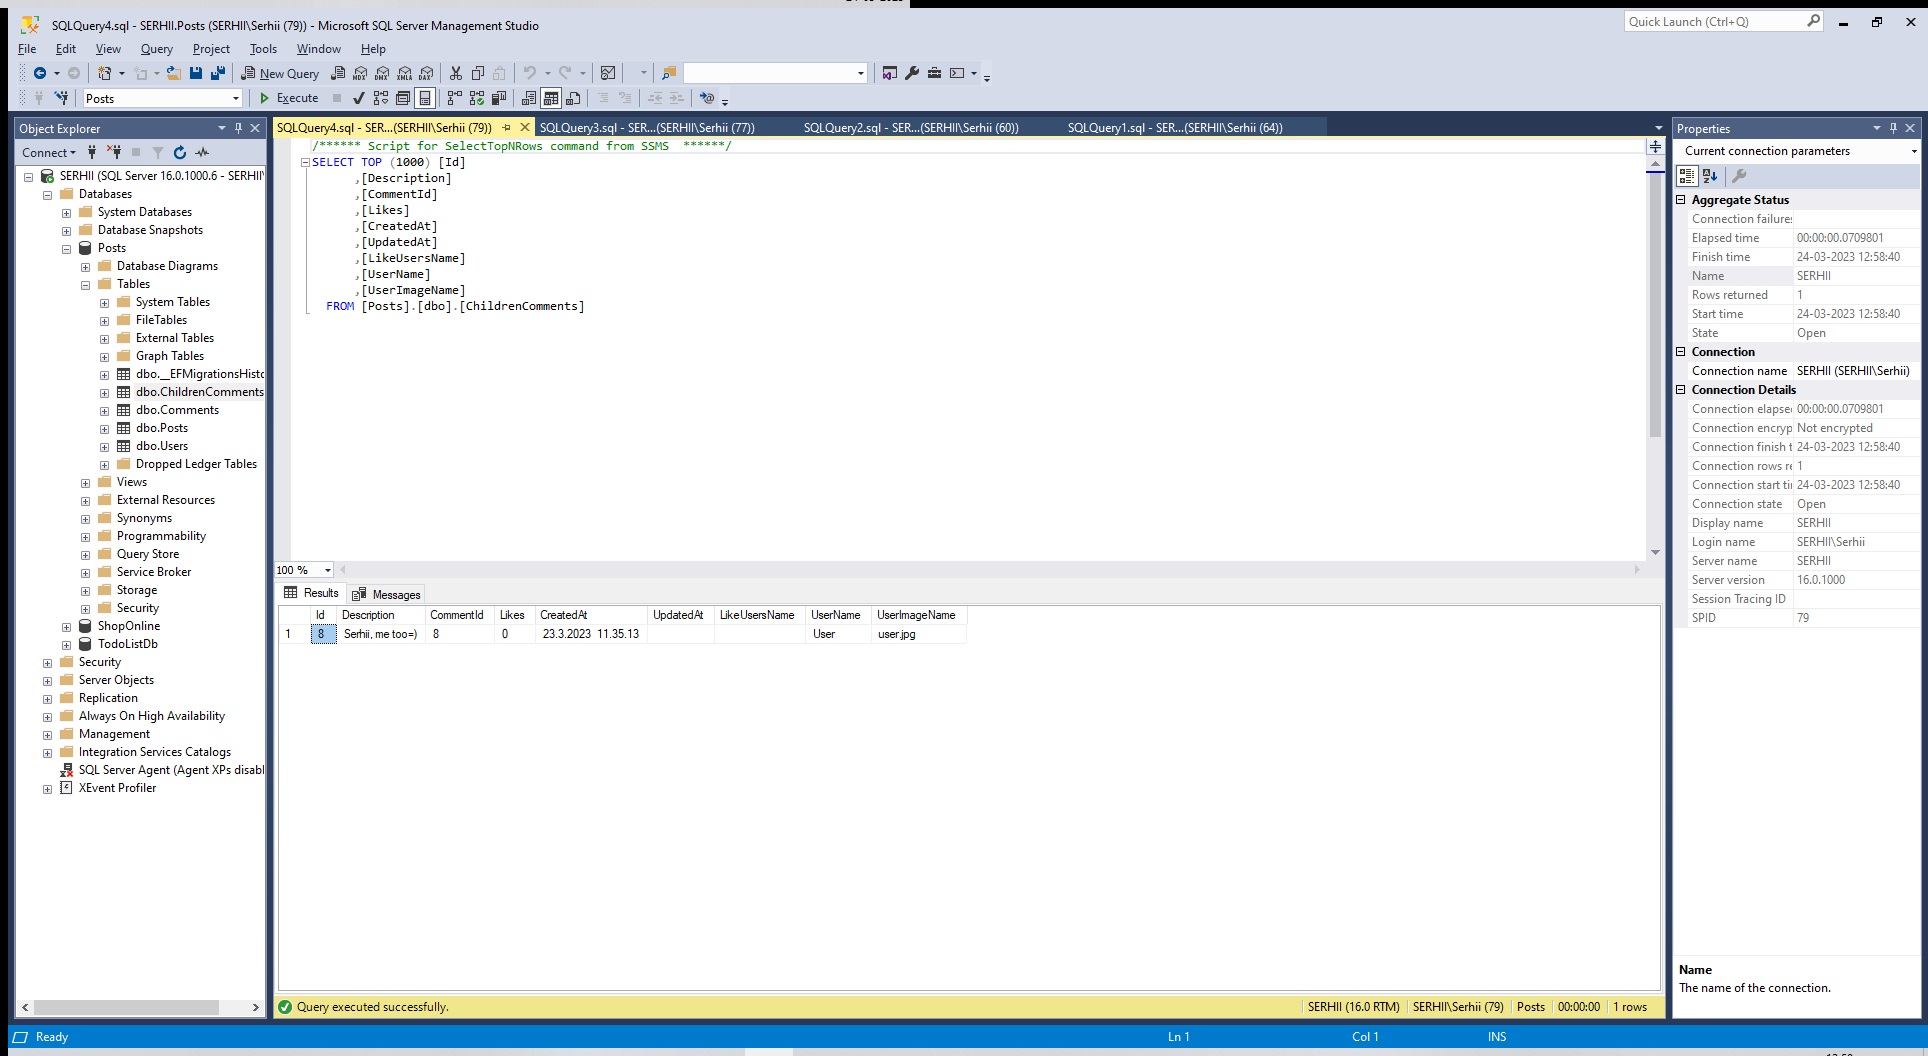 SQLQuery4.sql - SERHII.Posts (SERHII\Serhii (79)) - Microsoft SQL Server Management Studio
Quick Launch (Ctrl+Q)
File Edit View Query Project Tools Window Help
New Query MDX DMX XMLA DAX
Posts Execute
Object Explorer
Connect
SERHII (SQL Server 16.0.1000.6 - SERHII\
Databases
System Databases
Database Snapshots
Posts
Database Diagrams
Tables
System Tables
FileTables
External Tables
Graph Tables
dbo.__EFMigrationsHisto
dbo.ChildrenComments
dbo.Comments
dbo.Posts
dbo.Users
Dropped Ledger Tables
Views
External Resources
Synonyms
Programmability
Query Store
Service Broker
Storage
Security
ShopOnline
TodoListDb
Security
Server Objects
Replication
Always On High Availability
Management
Integration Services Catalogs
SQL Server Agent (Agent XPs disabl
XEvent Profiler
SQLQuery4.sql - SER...(SERHII\Serhii (79)) SQLQuery3.sql - SER...(SERHII\Serhii (77)) SQLQuery2.sql - SER...(SERHII\Serhii (60)) SQLQuery1.sql - SER...(SERHII\Serhii (64))
/****** Script for SelectTopNRows command from SSMS  ******/
SELECT TOP (1000) [Id]
,[Description]
,[CommentId]
,[Likes]
,[CreatedAt]
,[UpdatedAt]
,[LikeUsersName]
,[UserName]
,[UserImageName]
FROM [Posts].[dbo].[ChildrenComments]
100 %
Results Messages
Id Description CommentId Likes CreatedAt UpdatedAt LikeUsersName UserName UserImageName
1 8 Serhii, me too=) 8 0 23.3.2023 11.35.13 User user.jpg
Query executed successfully. SERHII (16.0 RTM) SERHII\Serhii (79) Posts 00:00:00 1 rows
Properties
Current connection parameters
Aggregate Status
Connection failures
Elapsed time 00:00:00.0709801
Finish time 24-03-2023 12:58:40
Name SERHII
Rows returned 1
Start time 24-03-2023 12:58:40
State Open
Connection
Connection name SERHII (SERHII\Serhii)
Connection Details
Connection elapse 00:00:00.0709801
Connection encryp Not encrypted
Connection finish t 24-03-2023 12:58:40
Connection rows re 1
Connection start ti 24-03-2023 12:58:40
Connection state Open
Display name SERHII
Login name SERHII\Serhii
Server name SERHII
Server version 16.0.1000
Session Tracing ID
SPID 79
Name
The name of the connection.
Ready Ln 1 Col 1 INS